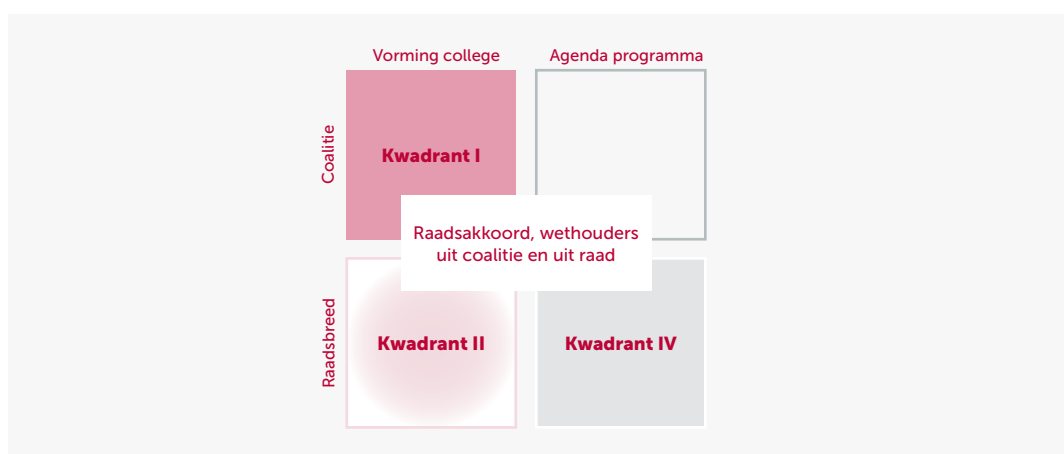 Vorming college
Agenda programma
Coalitie
Kwadrant I
Raadsakkoord, wethouders
uit coalitie en uit raad
Raadsbreed
Kwadrant II
Kwadrant IV